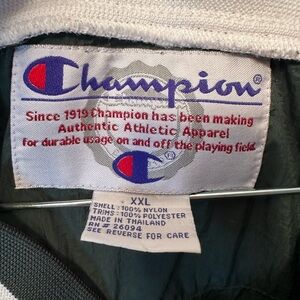 Champion®
Since 1919 Champion has been making
Authentic Athletic Apparel
for durable usage on and off the playing field.
XXL
SHELL: 100% NYLON
TRIMS: 100% POLYESTER
MADE IN THAILAND
RN # 26094
SEE REVERSE FOR CARE